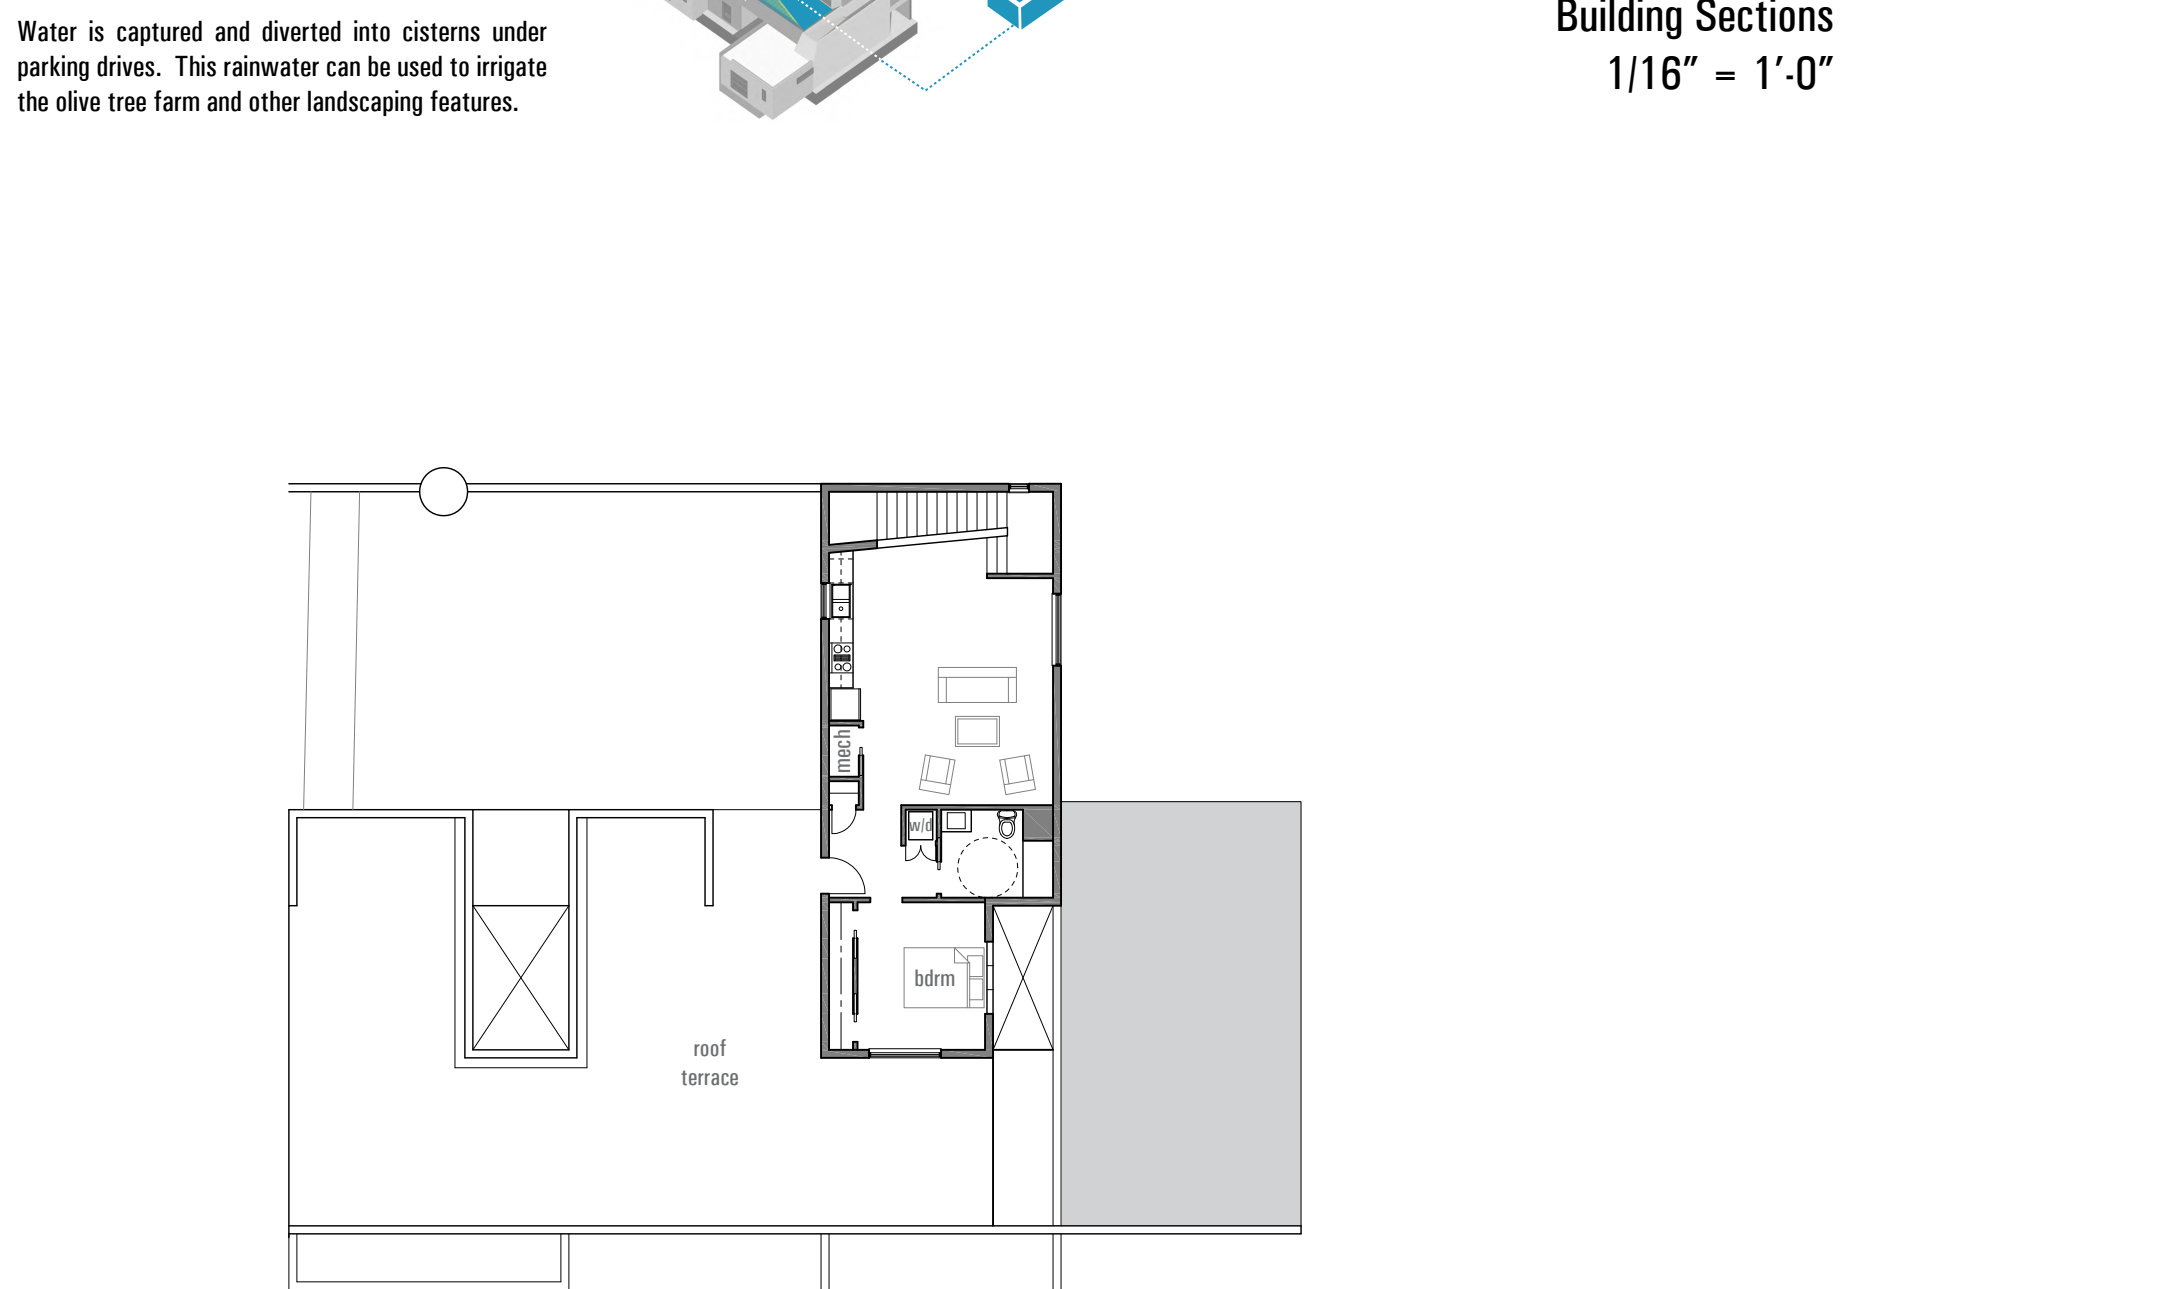 Water is captured and diverted into cisterns under
parking drives. This rainwater can be used to irrigate
the olive tree farm and other landscaping features.
Building Sections
1/16” = 1’-0”
mech
w/d
bdrm
roof
terrace